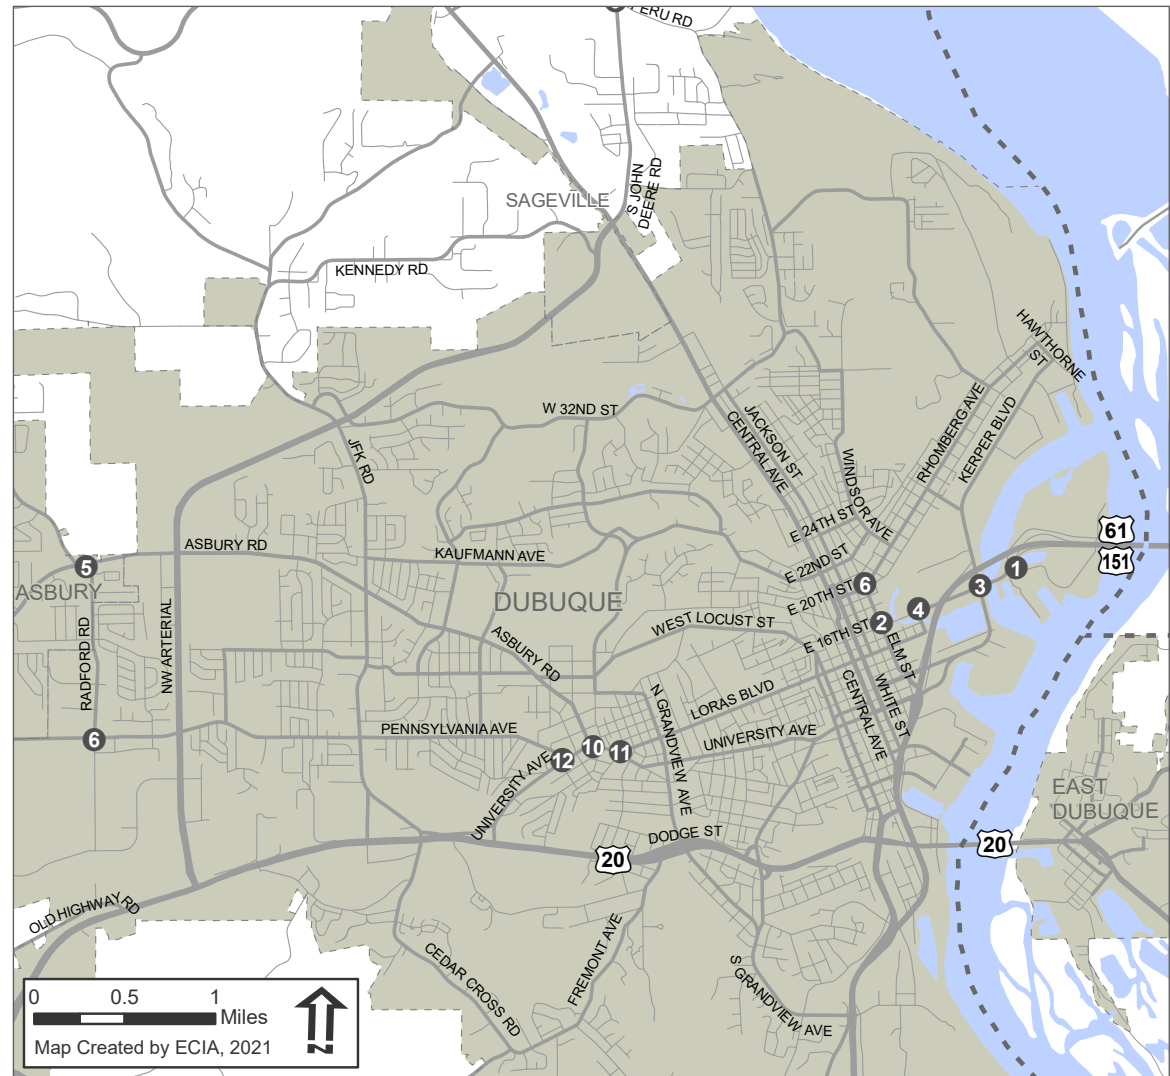 PERU RD
SAGEVILLE
S JOHN
DEERE RD
KENNEDY RD
HAWTHORNE
ST
W 32ND ST
JACKSON ST
CENTRAL AVE
RHOMBERG AVE
KERPER BLVD
JFK RD
WINDSOR AVE
E 24TH ST
61
151
ASBURY RD
KAUFMANN AVE
E 22ND ST
5
1
ASBURY
DUBUQUE
E 20TH ST
6
3
4
2
WEST LOCUST ST
E 16TH ST
ELM ST
RADFORD RD
NW ARTERIAL
ASBURY RD
N GRANDVIEW AVE
LORAS BLVD
WHITE ST
CENTRAL AVE
PENNSYLVANIA AVE
UNIVERSITY AVE
6
10
11
12
UNIVERSITY AVE
EAST
DUBUQUE
DODGE ST
20
20
OLD HIGHWAY RD
CEDAR CROSS RD
FREMONT AVE
S GRANDVIEW AVE
0 0.5 1
Miles
Map Created by ECIA, 2021
N